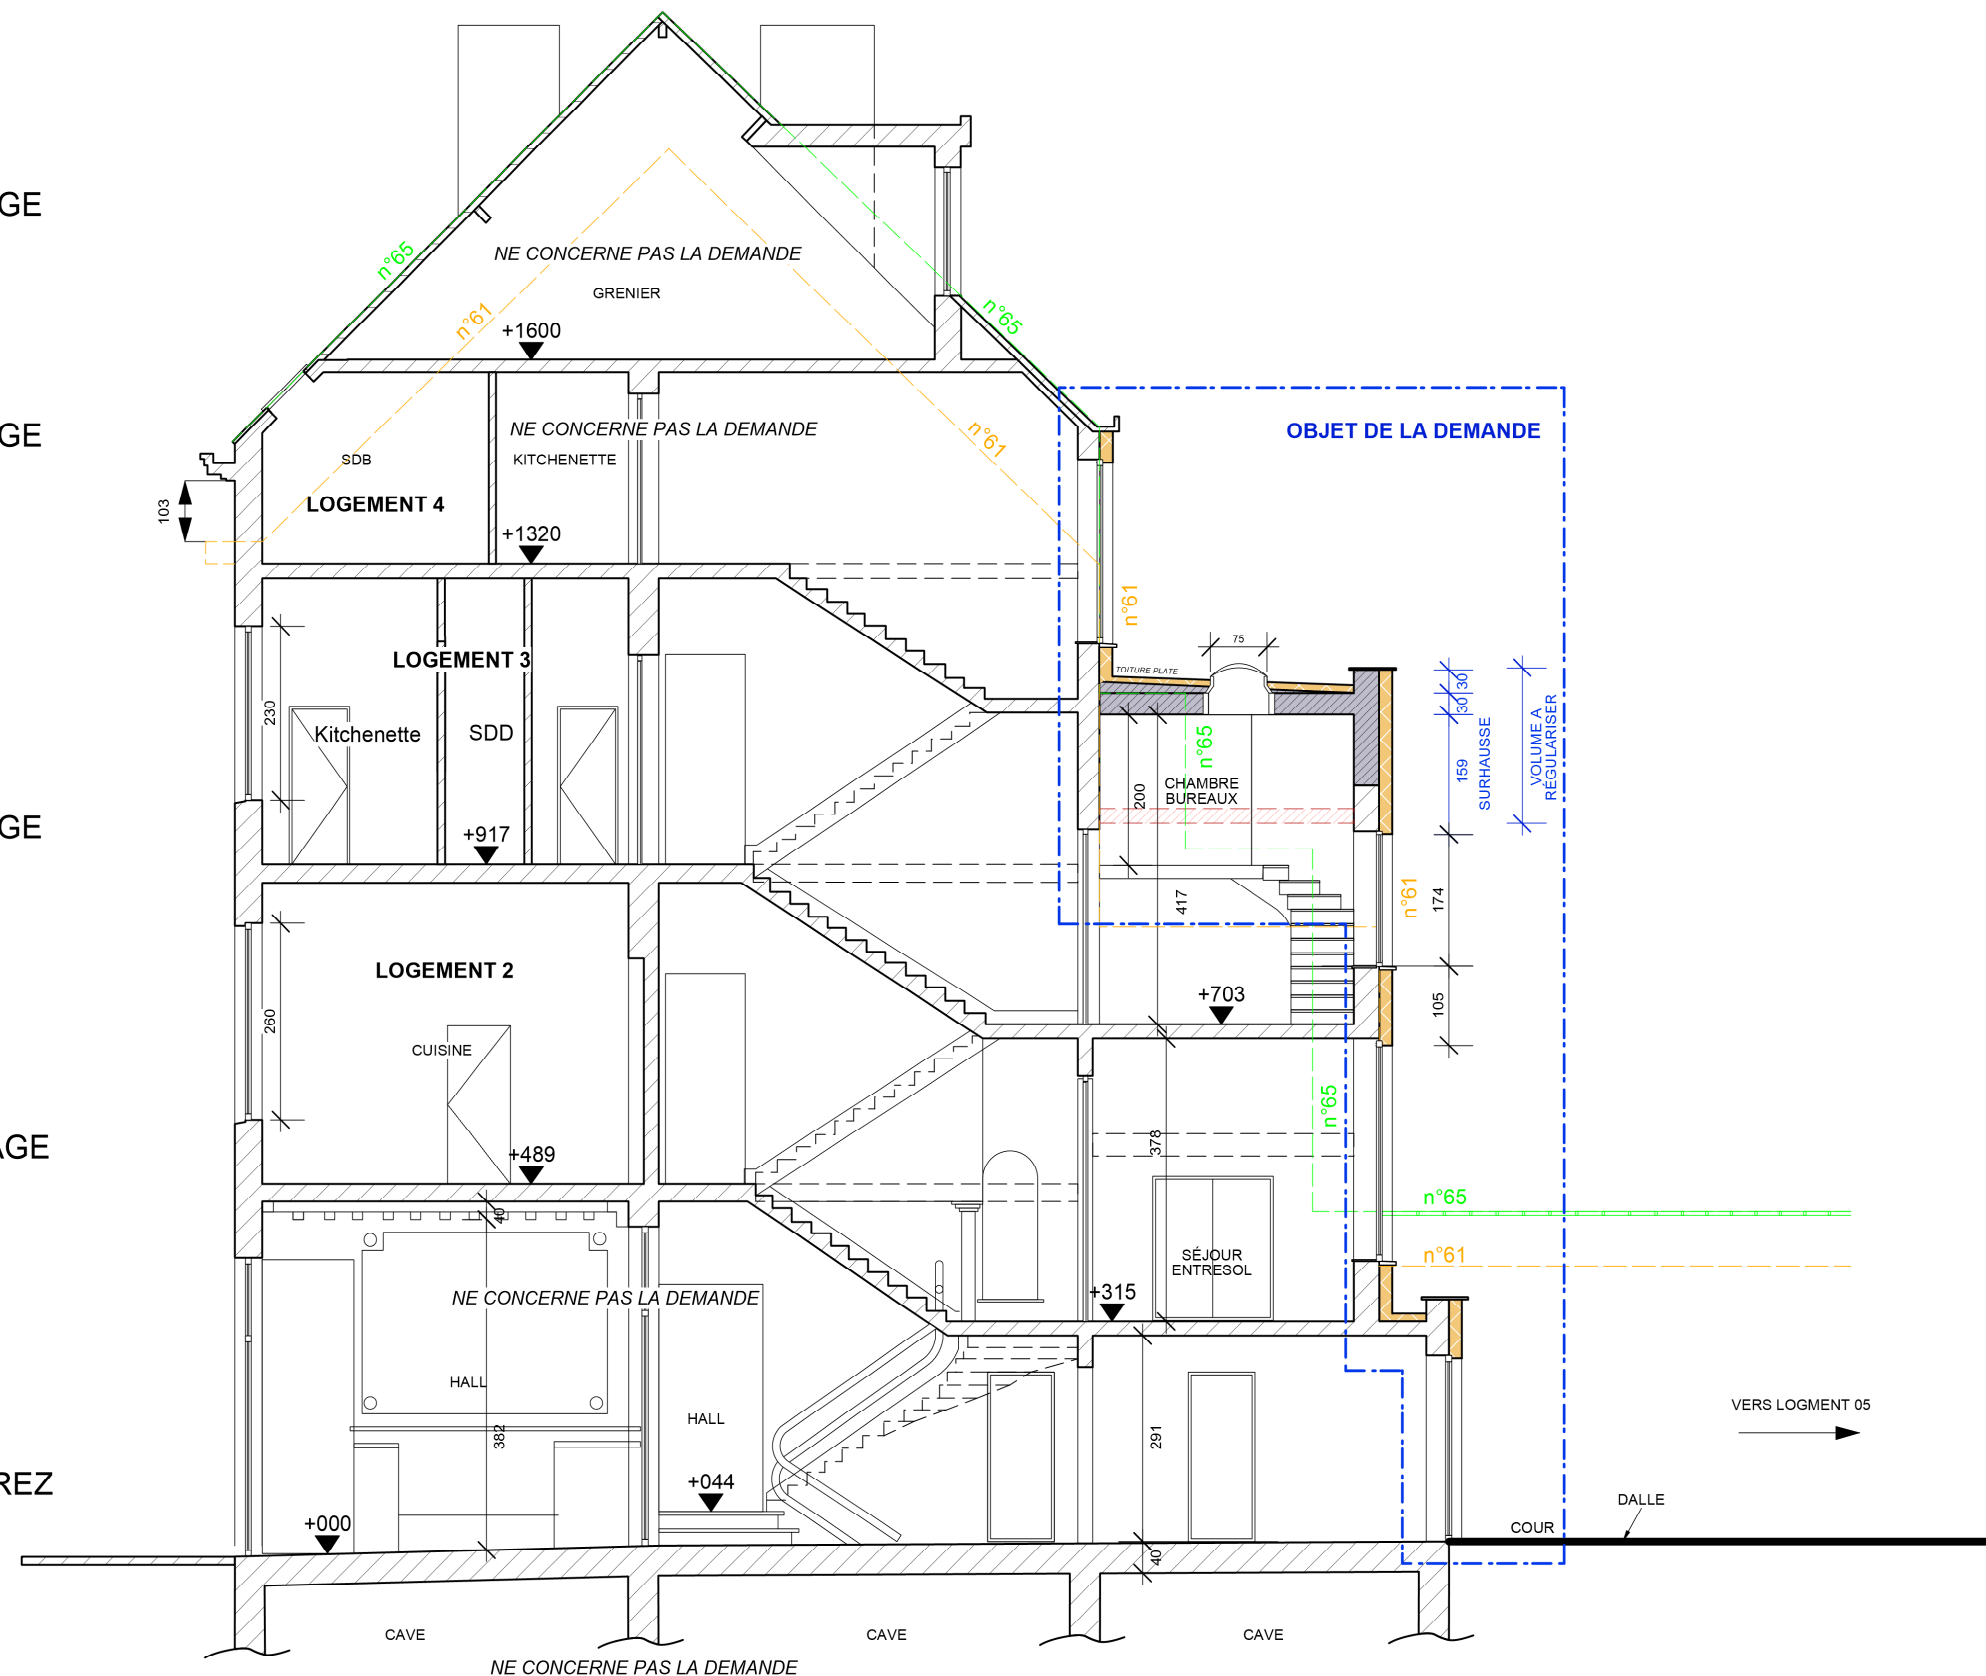 GE
n°65
NE CONCERNE PAS LA DEMANDE
GRENIER
n°61
n°65
+1600
GE
NE CONCERNE PAS LA DEMANDE
n°61
OBJET DE LA DEMANDE
SDB
KITCHENETTE
LOGEMENT 4
103
+1320
n°61
75
TOITURE PLATE
LOGEMENT 3
30
30
230
Kitchenette
SDD
n°65
159
SURHAUSSE
VOLUME A
RÉGULARISER
CHAMBRE
BUREAUX
200
GE
+917
417
n°61
174
LOGEMENT 2
+703
260
105
CUISINE
n°65
378
AGE
+489
40
n°65
SÉJOUR
ENTRESOL
n°61
NE CONCERNE PAS LA DEMANDE
+315
HALL
382
HALL
291
VERS LOGMENT 05
REZ
+044
DALLE
+000
COUR
40
CAVE
CAVE
CAVE
NE CONCERNE PAS LA DEMANDE